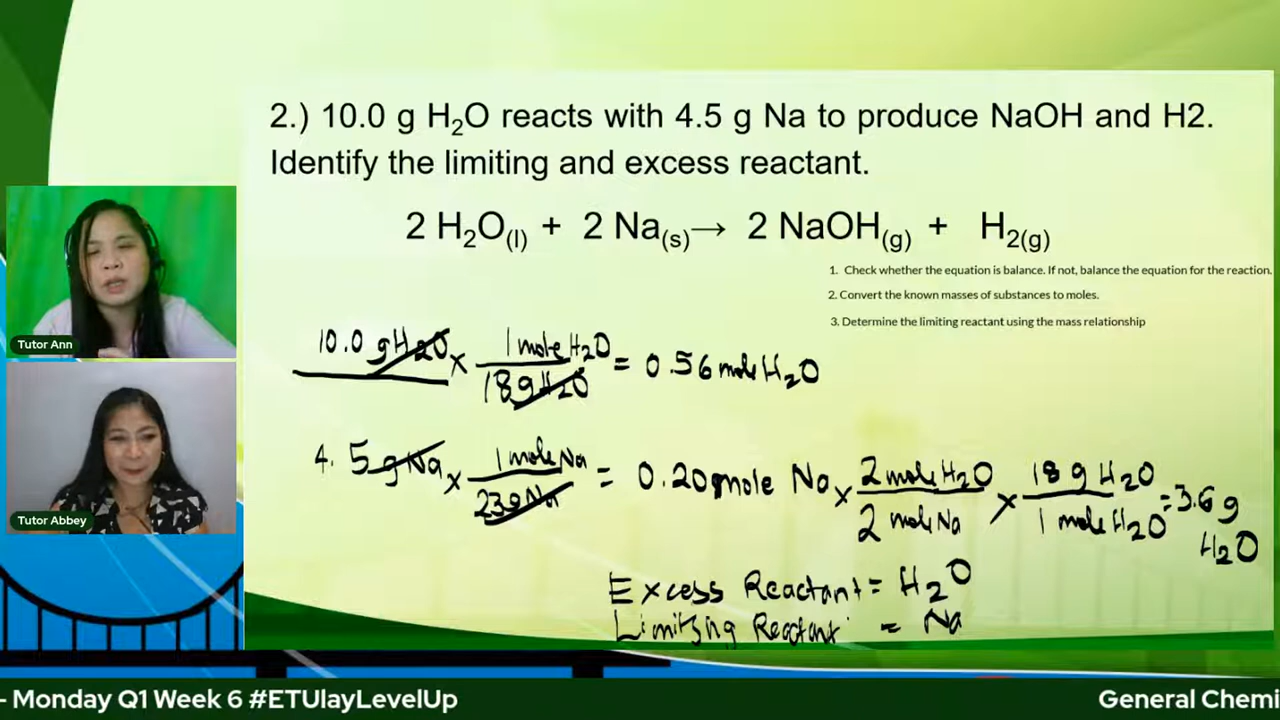 2.) 10.0 g H₂O reacts with 4.5 g Na to produce NaOH and H2.
Identify the limiting and excess reactant.
2 H₂O(l) + 2 Na(s)→ 2 NaOH(g) + H2(g)
1. Check whether the equation is balance. If not, balance the equation for the reaction.
2. Convert the known masses of substances to moles.
3. Determine the limiting reactant using the mass relationship
10.0 gH₂O x 1 mole H₂O / 18 g H₂O = 0.56 mole H₂O
4.5 g Na x 1 mole Na / 23 g Na = 0.20 mole Na x 2 mole H₂O / 2 mol Na x 18 g H₂O / 1 mole H₂O = 3.6 g
H₂O
Excess Reactant = H₂O
Limiting Reactant = Na
Tutor Ann
Tutor Abbey
- Monday Q1 Week 6 #ETUlayLevelUp
General Chemi